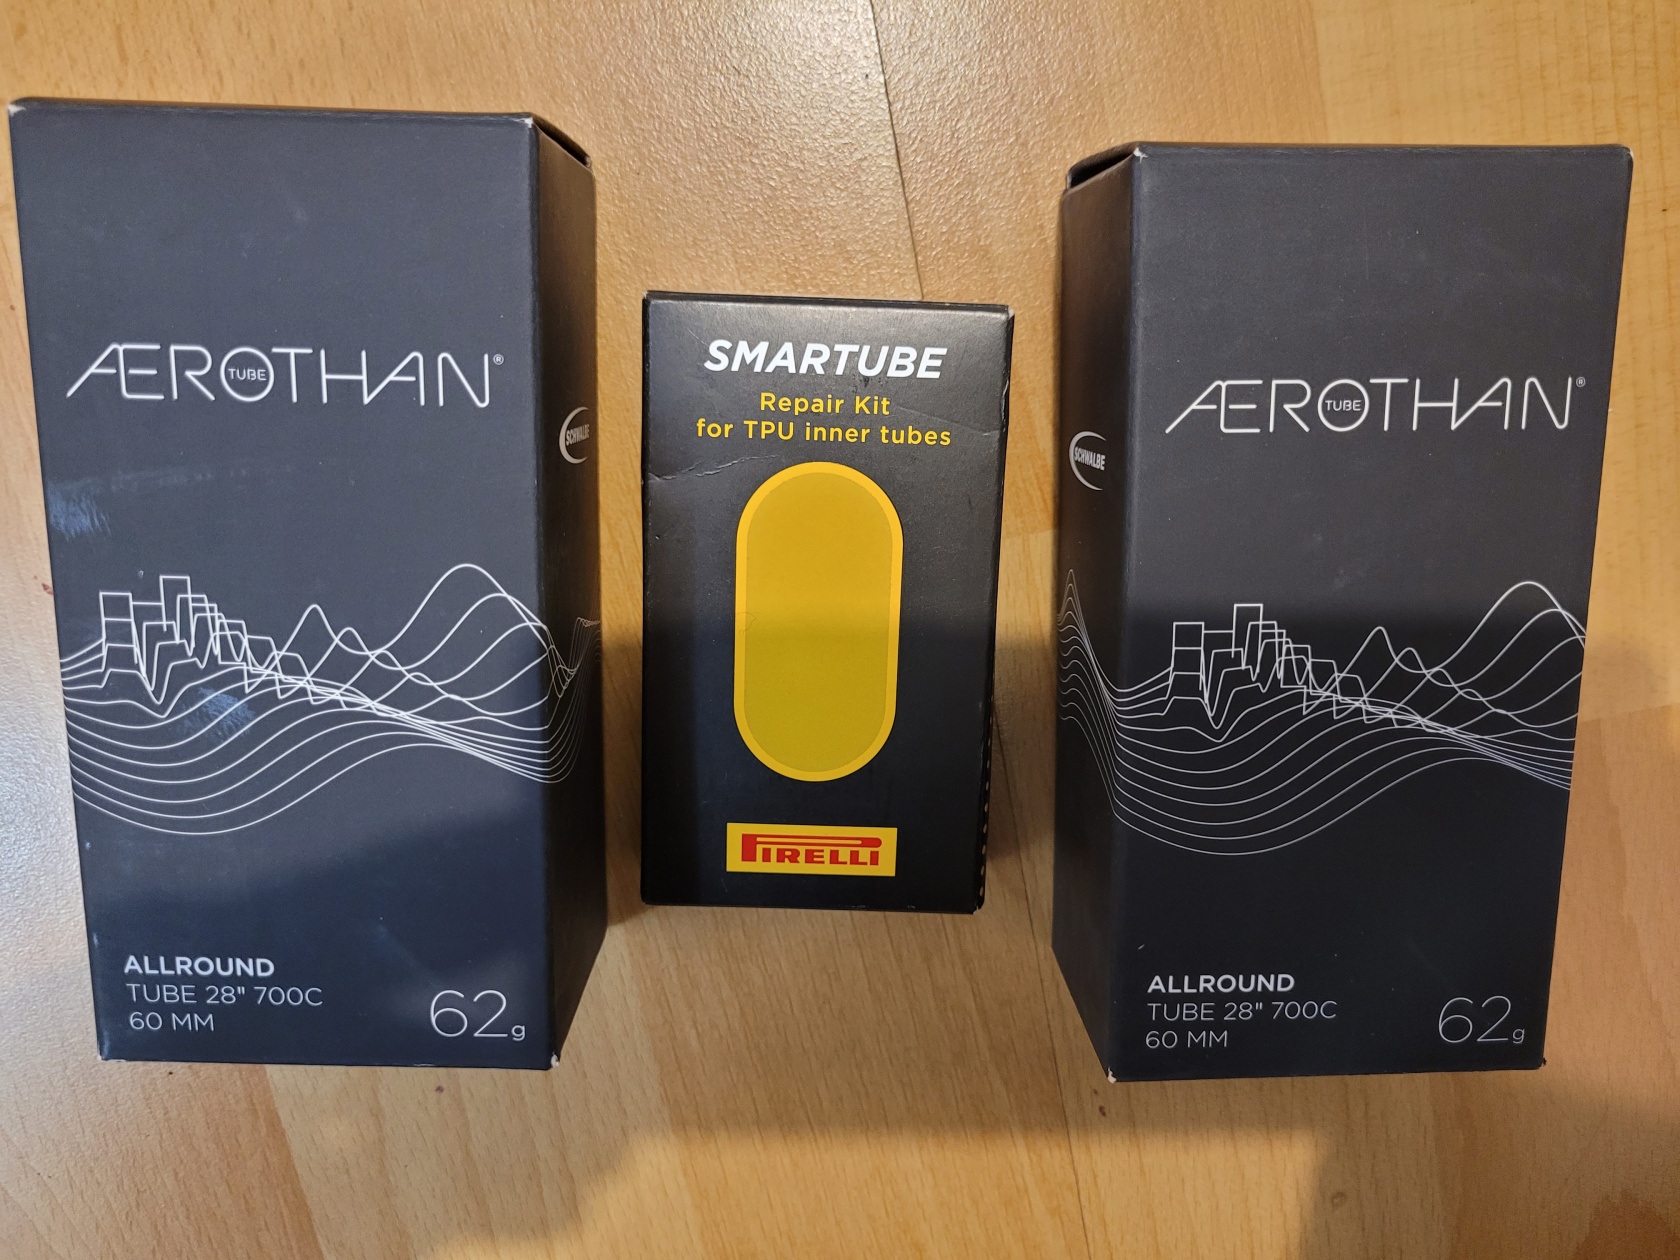 ÆROTHAN®
TUBE
SCHWALBE
ALLROUND
TUBE 28" 700C
60 MM
62g
SMARTUBE
Repair Kit
for TPU inner tubes
PIRELLI
ÆROTHAN®
TUBE
SCHWALBE
ALLROUND
TUBE 28" 700C
60 MM
62g